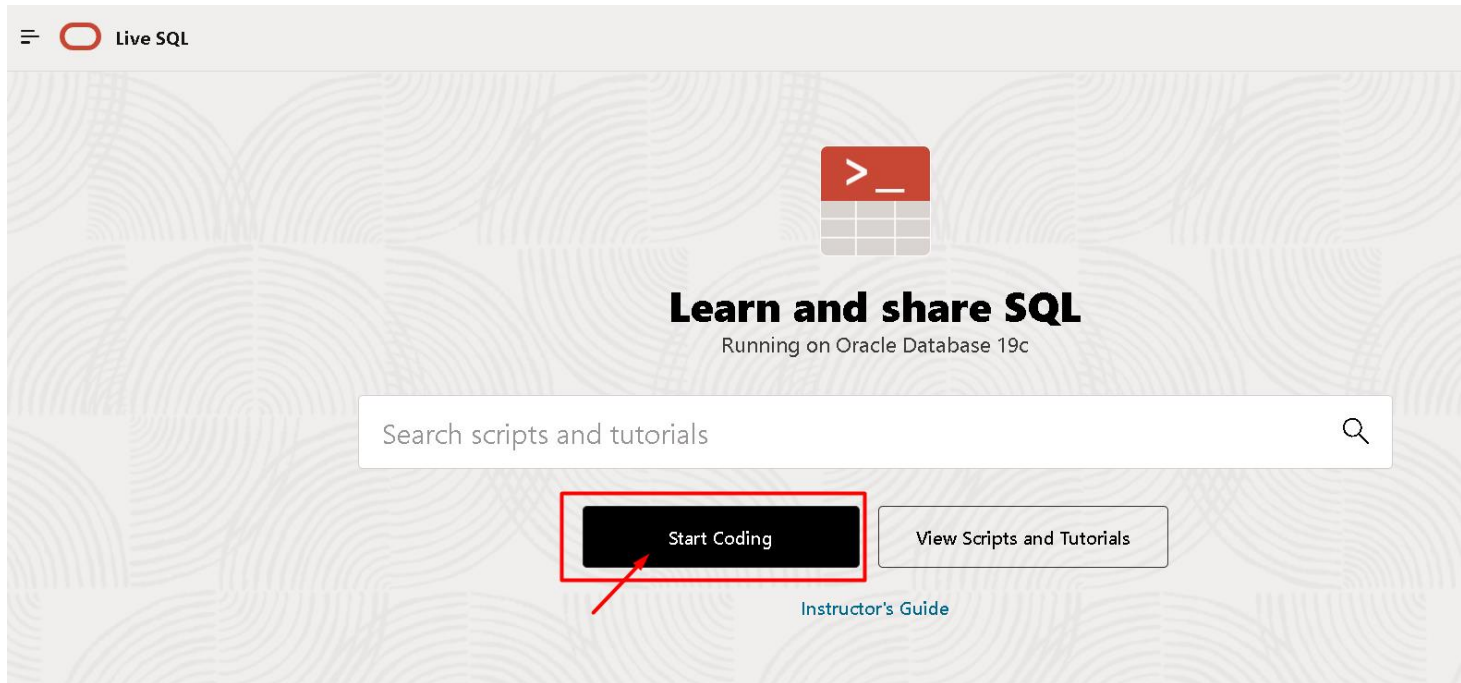 Live SQL
>_
Learn and share SQL
Running on Oracle Database 19c
Search scripts and tutorials
Start Coding
View Scripts and Tutorials
Instructor's Guide